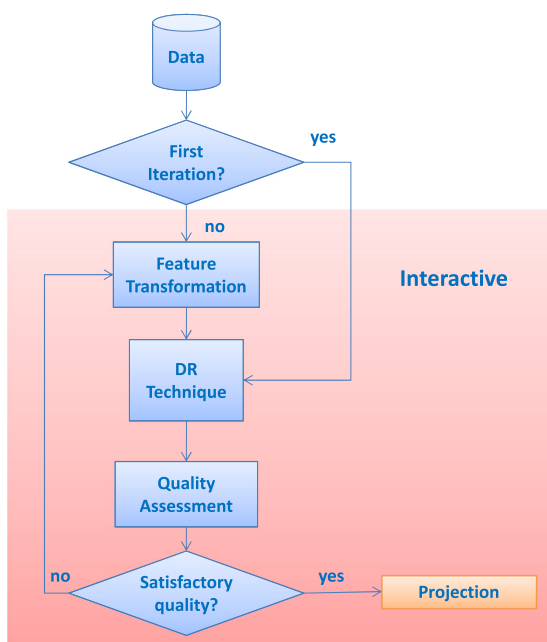 Data
First
Iteration?
yes
no
Feature
Transformation
Interactive
DR
Technique
Quality
Assessment
no
Satisfactory
quality?
yes
Projection